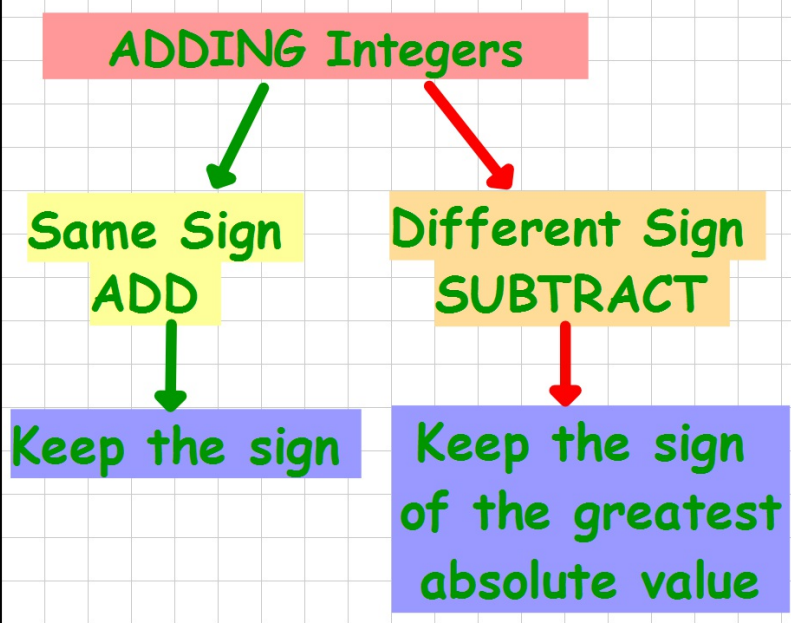 ADDING Integers
Same Sign
ADD
Keep the sign
Different Sign
SUBTRACT
Keep the sign
of the greatest
absolute value